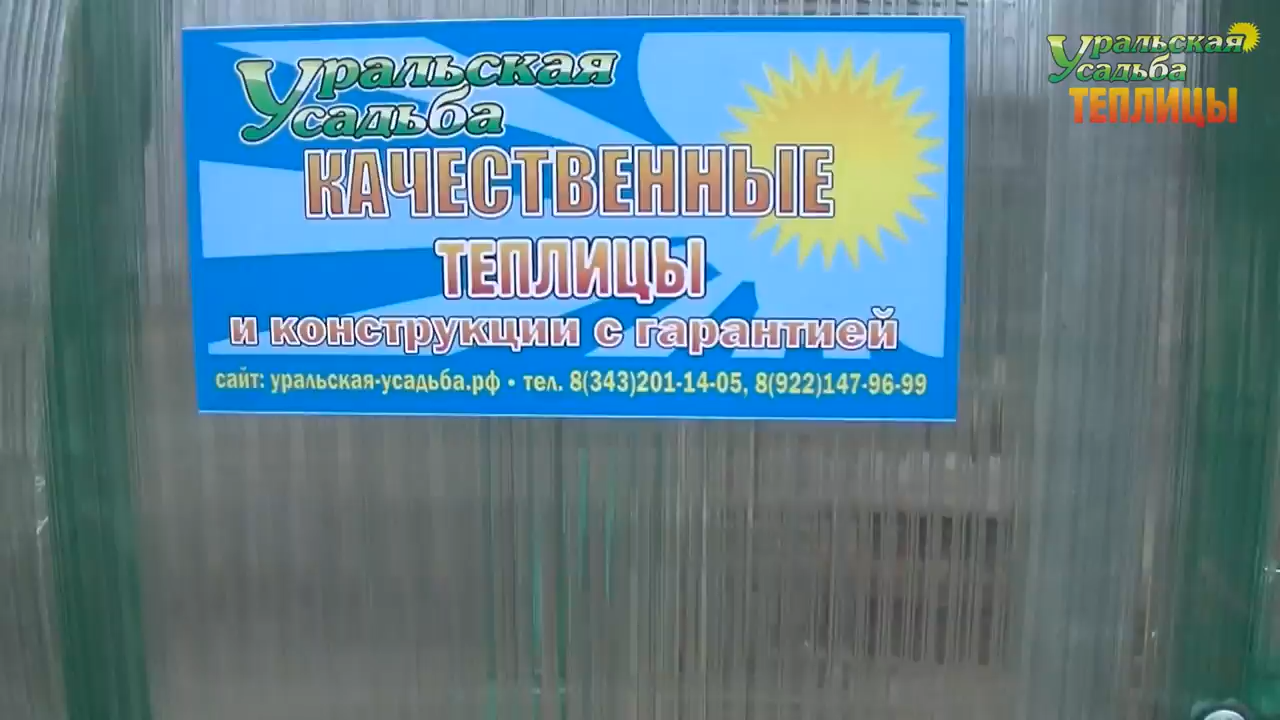 Уральская
Усадьба
КАЧЕСТВЕННЫЕ
ТЕПЛИЦЫ
и конструкции с гарантией
сайт: уральская-усадьба.рф • тел. 8(343)201-14-05, 8(922)147-96-99
Уральская
Усадьба
ТЕПЛИЦЫ